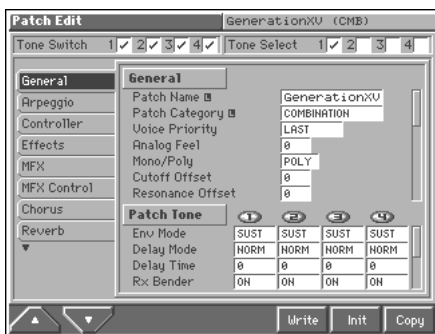 Patch Edit GenerationXV (CMB)
Tone Switch 1 2 3 4 Tone Select 1 2 3 4
General
Arpeggio
Controller
Effects
MFX
MFX Control
Chorus
Reverb
General
Patch Name GenerationXV
Patch Category COMBINATION
Voice Priority LAST
Analog Feel 0
Mono/Poly POLY
Cutoff Offset 0
Resonance Offset 0
Patch Tone 1 2 3 4
Env Mode SUST SUST SUST SUST
Delay Mode NORM NORM NORM NORM
Delay Time 0 0 0 0
Rx Bender ON ON ON ON
Write Init Copy